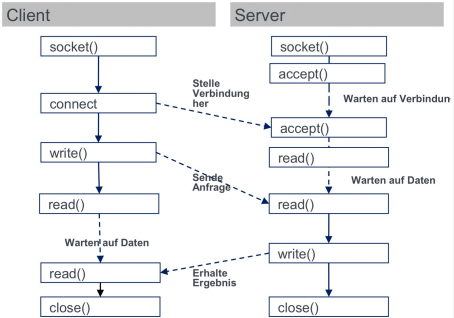 Client
Server
socket()
socket()
accept()
Stelle
Verbindung
her
Warten auf Verbindun
connect
accept()
write()
read()
Sende
Anfrage
Warten auf Daten
read()
read()
Warten auf Daten
write()
read()
Erhalte
Ergebnis
close()
close()